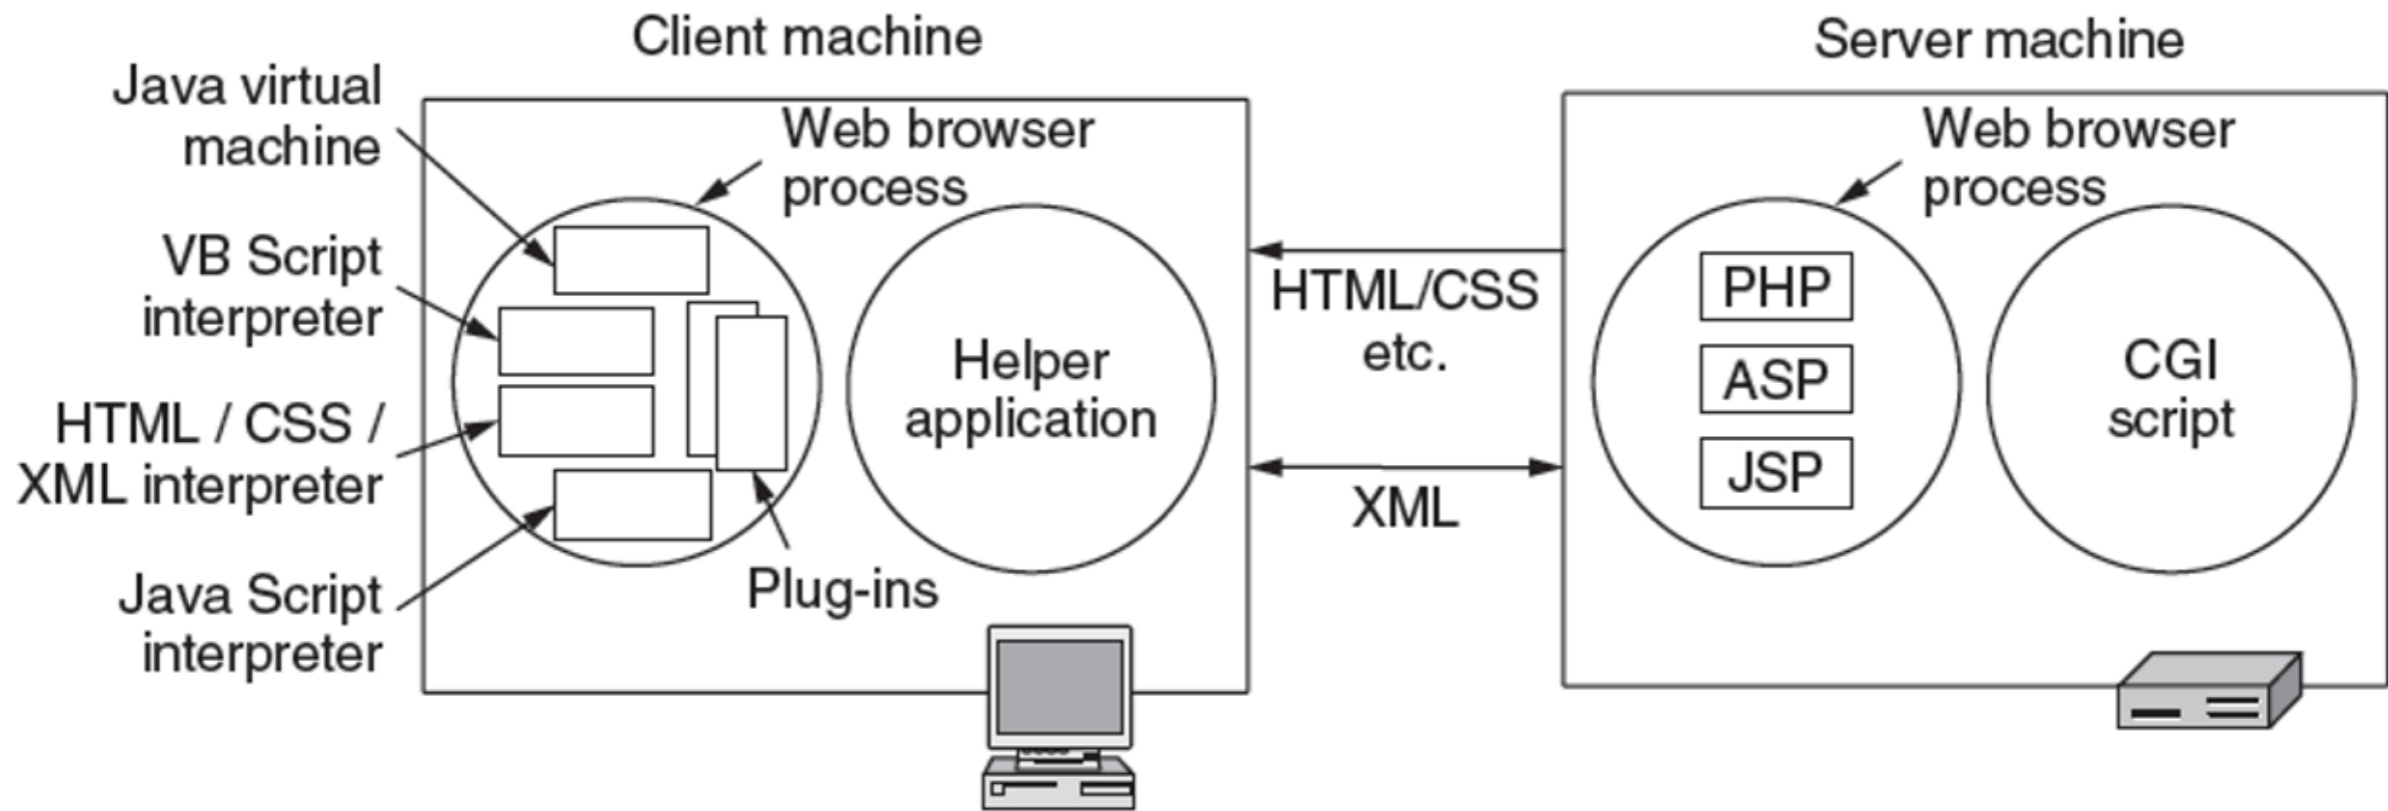 Client machine
Server machine
Java virtual
machine
Web browser
process
Web browser
process
VB Script
interpreter
HTML / CSS /
XML interpreter
Java Script
interpreter
Helper
application
Plug-ins
HTML/CSS
etc.
XML
PHP
ASP
JSP
CGI
script